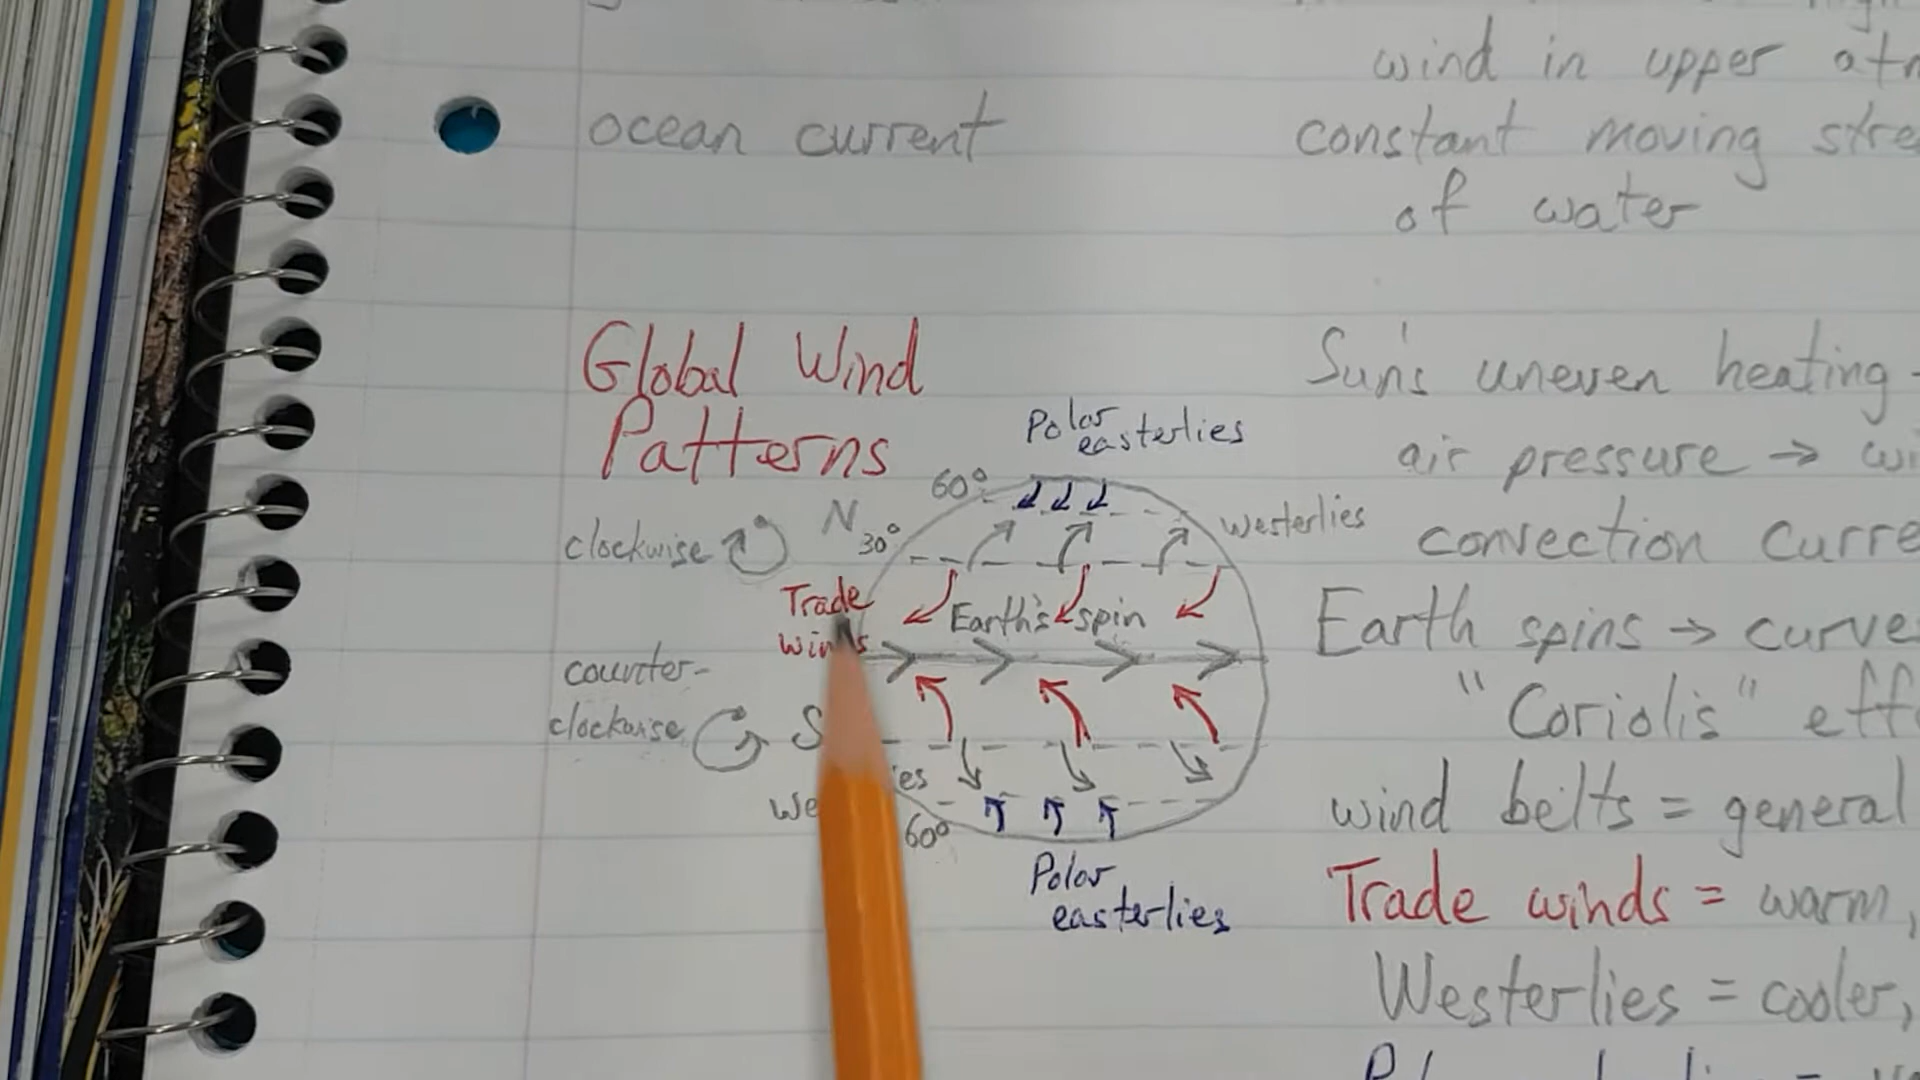 wind in upper
ocean current
constant moving
of water
Global Wind
Patterns
Sun's uneven heating
air pressure →
convection
Earth spins →
"Coriolis"
wind belts = general
Trade winds = warm,
Westerlies = cooler,
Polar
easterlies
60°
N
30°
Westerlies
clockwise
Trade
winds
Earth's spin
counter-
clockwise
S
60°
Polar
easterlies